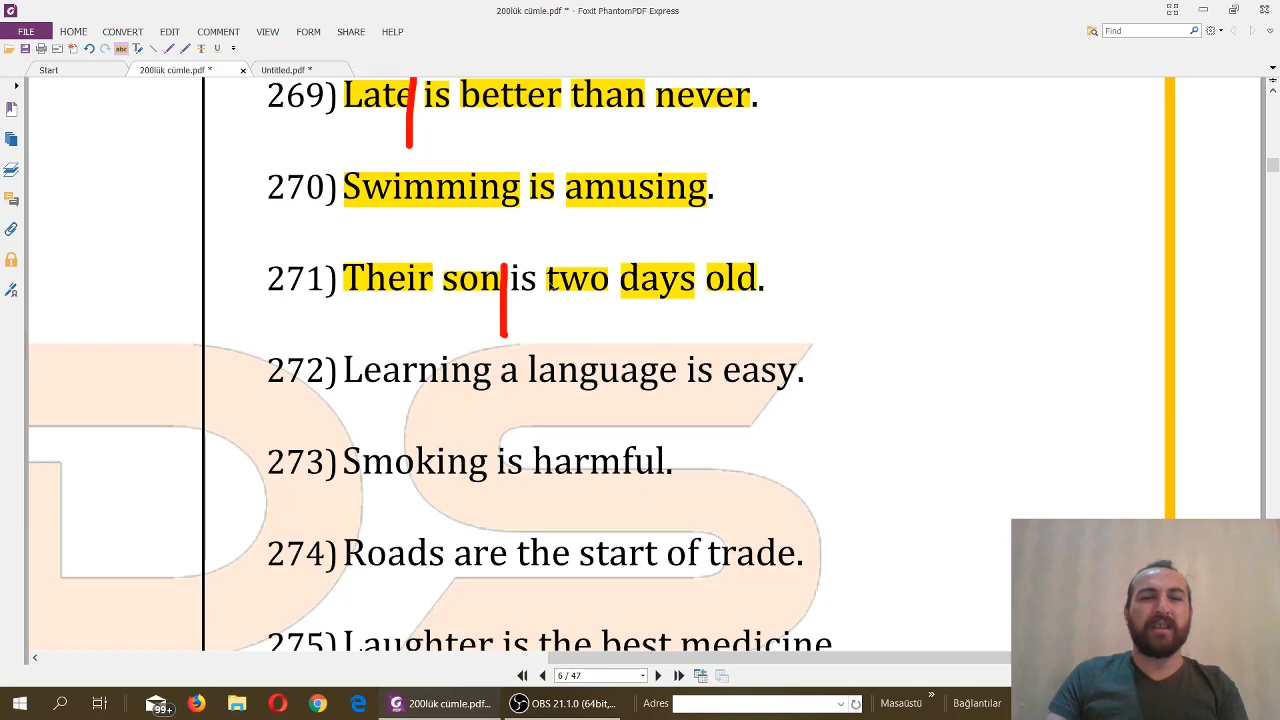 200lük cümle.pdf * - Foxit PhantomPDF Express
FILE HOME CONVERT EDIT COMMENT VIEW FORM SHARE HELP
Find
Start 200lük cümle.pdf * Untitled.pdf *
269) Late is better than never.
270) Swimming is amusing.
271) Their son is two days old.
272) Learning a language is easy.
273) Smoking is harmful.
274) Roads are the start of trade.
275) Laughter is the best medicine
DS
6 / 47
99+ 200lük cümle.pdf... OBS 21.1.0 (64bit,... Adres Masaüstü Bağlantılar